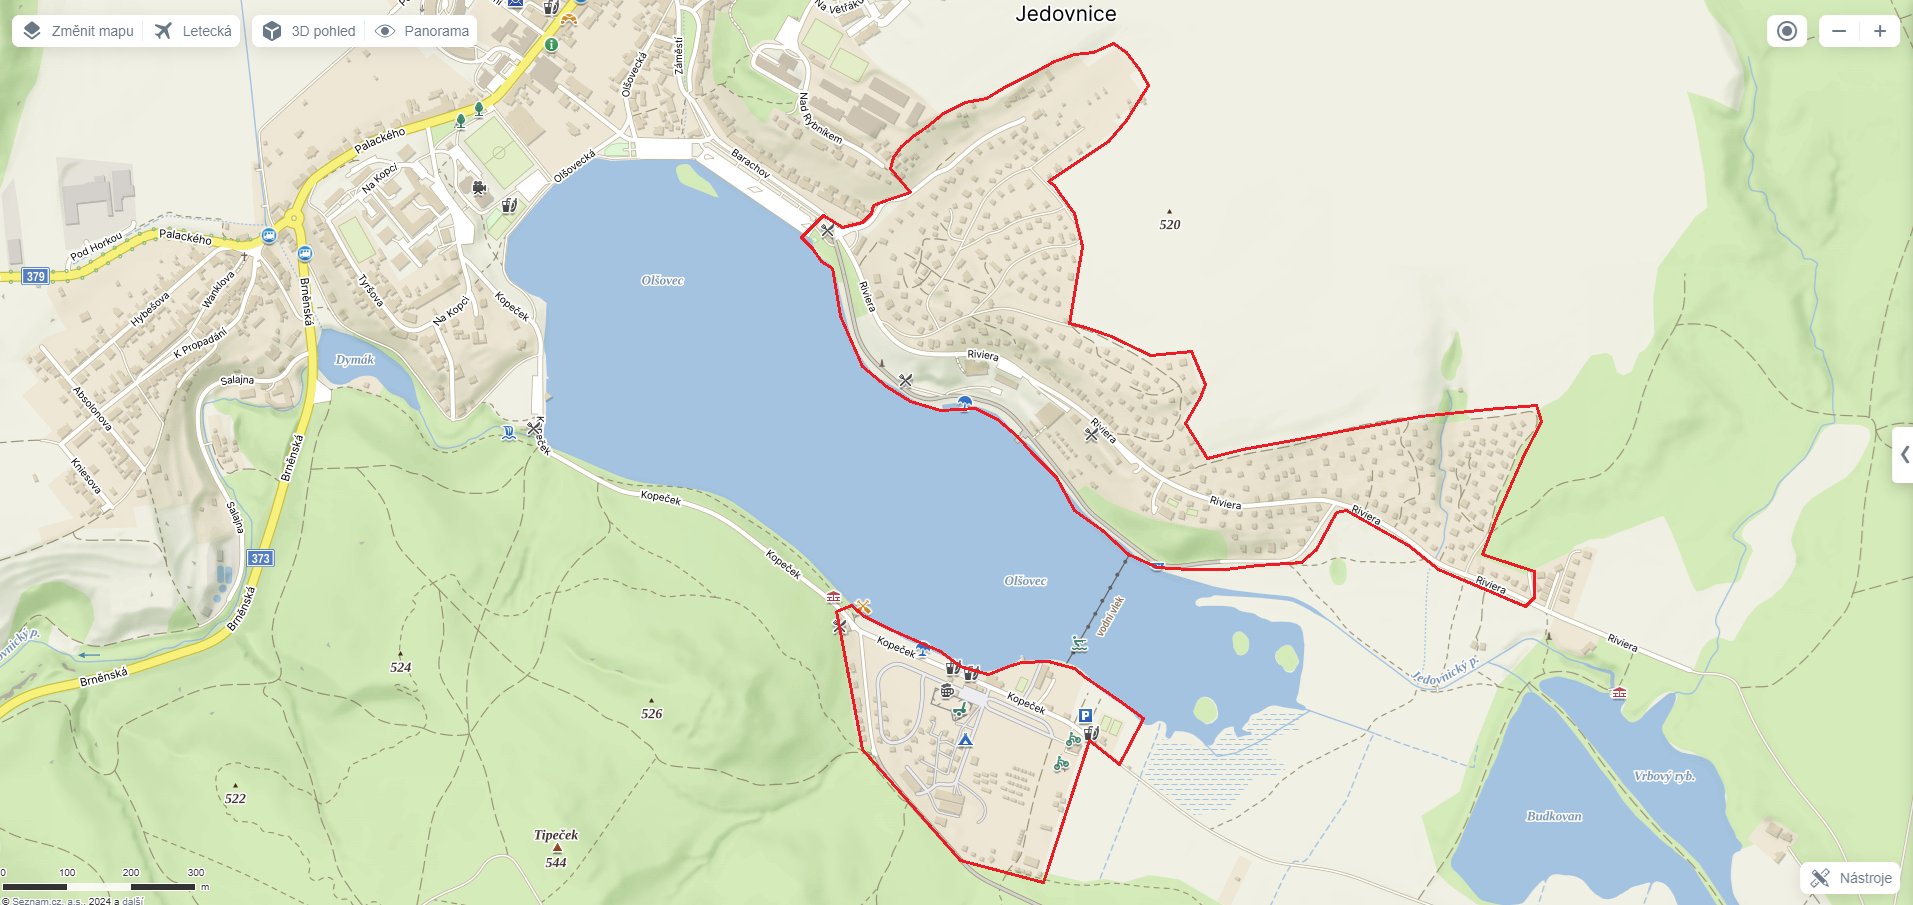 Změnit mapu
Letecká
3D pohled
Panorama
Jedovnice
Na Větřáku
Záměstí
Olšovecká
Nad Rybníkem
Palackého
Na Kopci
Olšovecká
Barachov
Pod Horkou
Palackého
379
520
Olšovec
Hybešova
Wanklova
K Propadání
Brněnská
Tyršova
Na Kopci
Kopeček
Riviera
Dymák
Riviera
Salajna
Absolonova
Kopeček
Riviera
Kniesova
Brněnská
Kopeček
Riviera
Riviera
Salajna
373
Kopeček
Olšovec
Riviera
Brněnská
vodní vlek
Kopeček
Riviera
Jedovnický p.
524
Brněnská
526
Kopeček
P
Vrbový ryb.
522
Budkovan
Tipeček
544
0 100 200 300
m
Nástroje
© Seznam.cz, a.s., 2024 a další